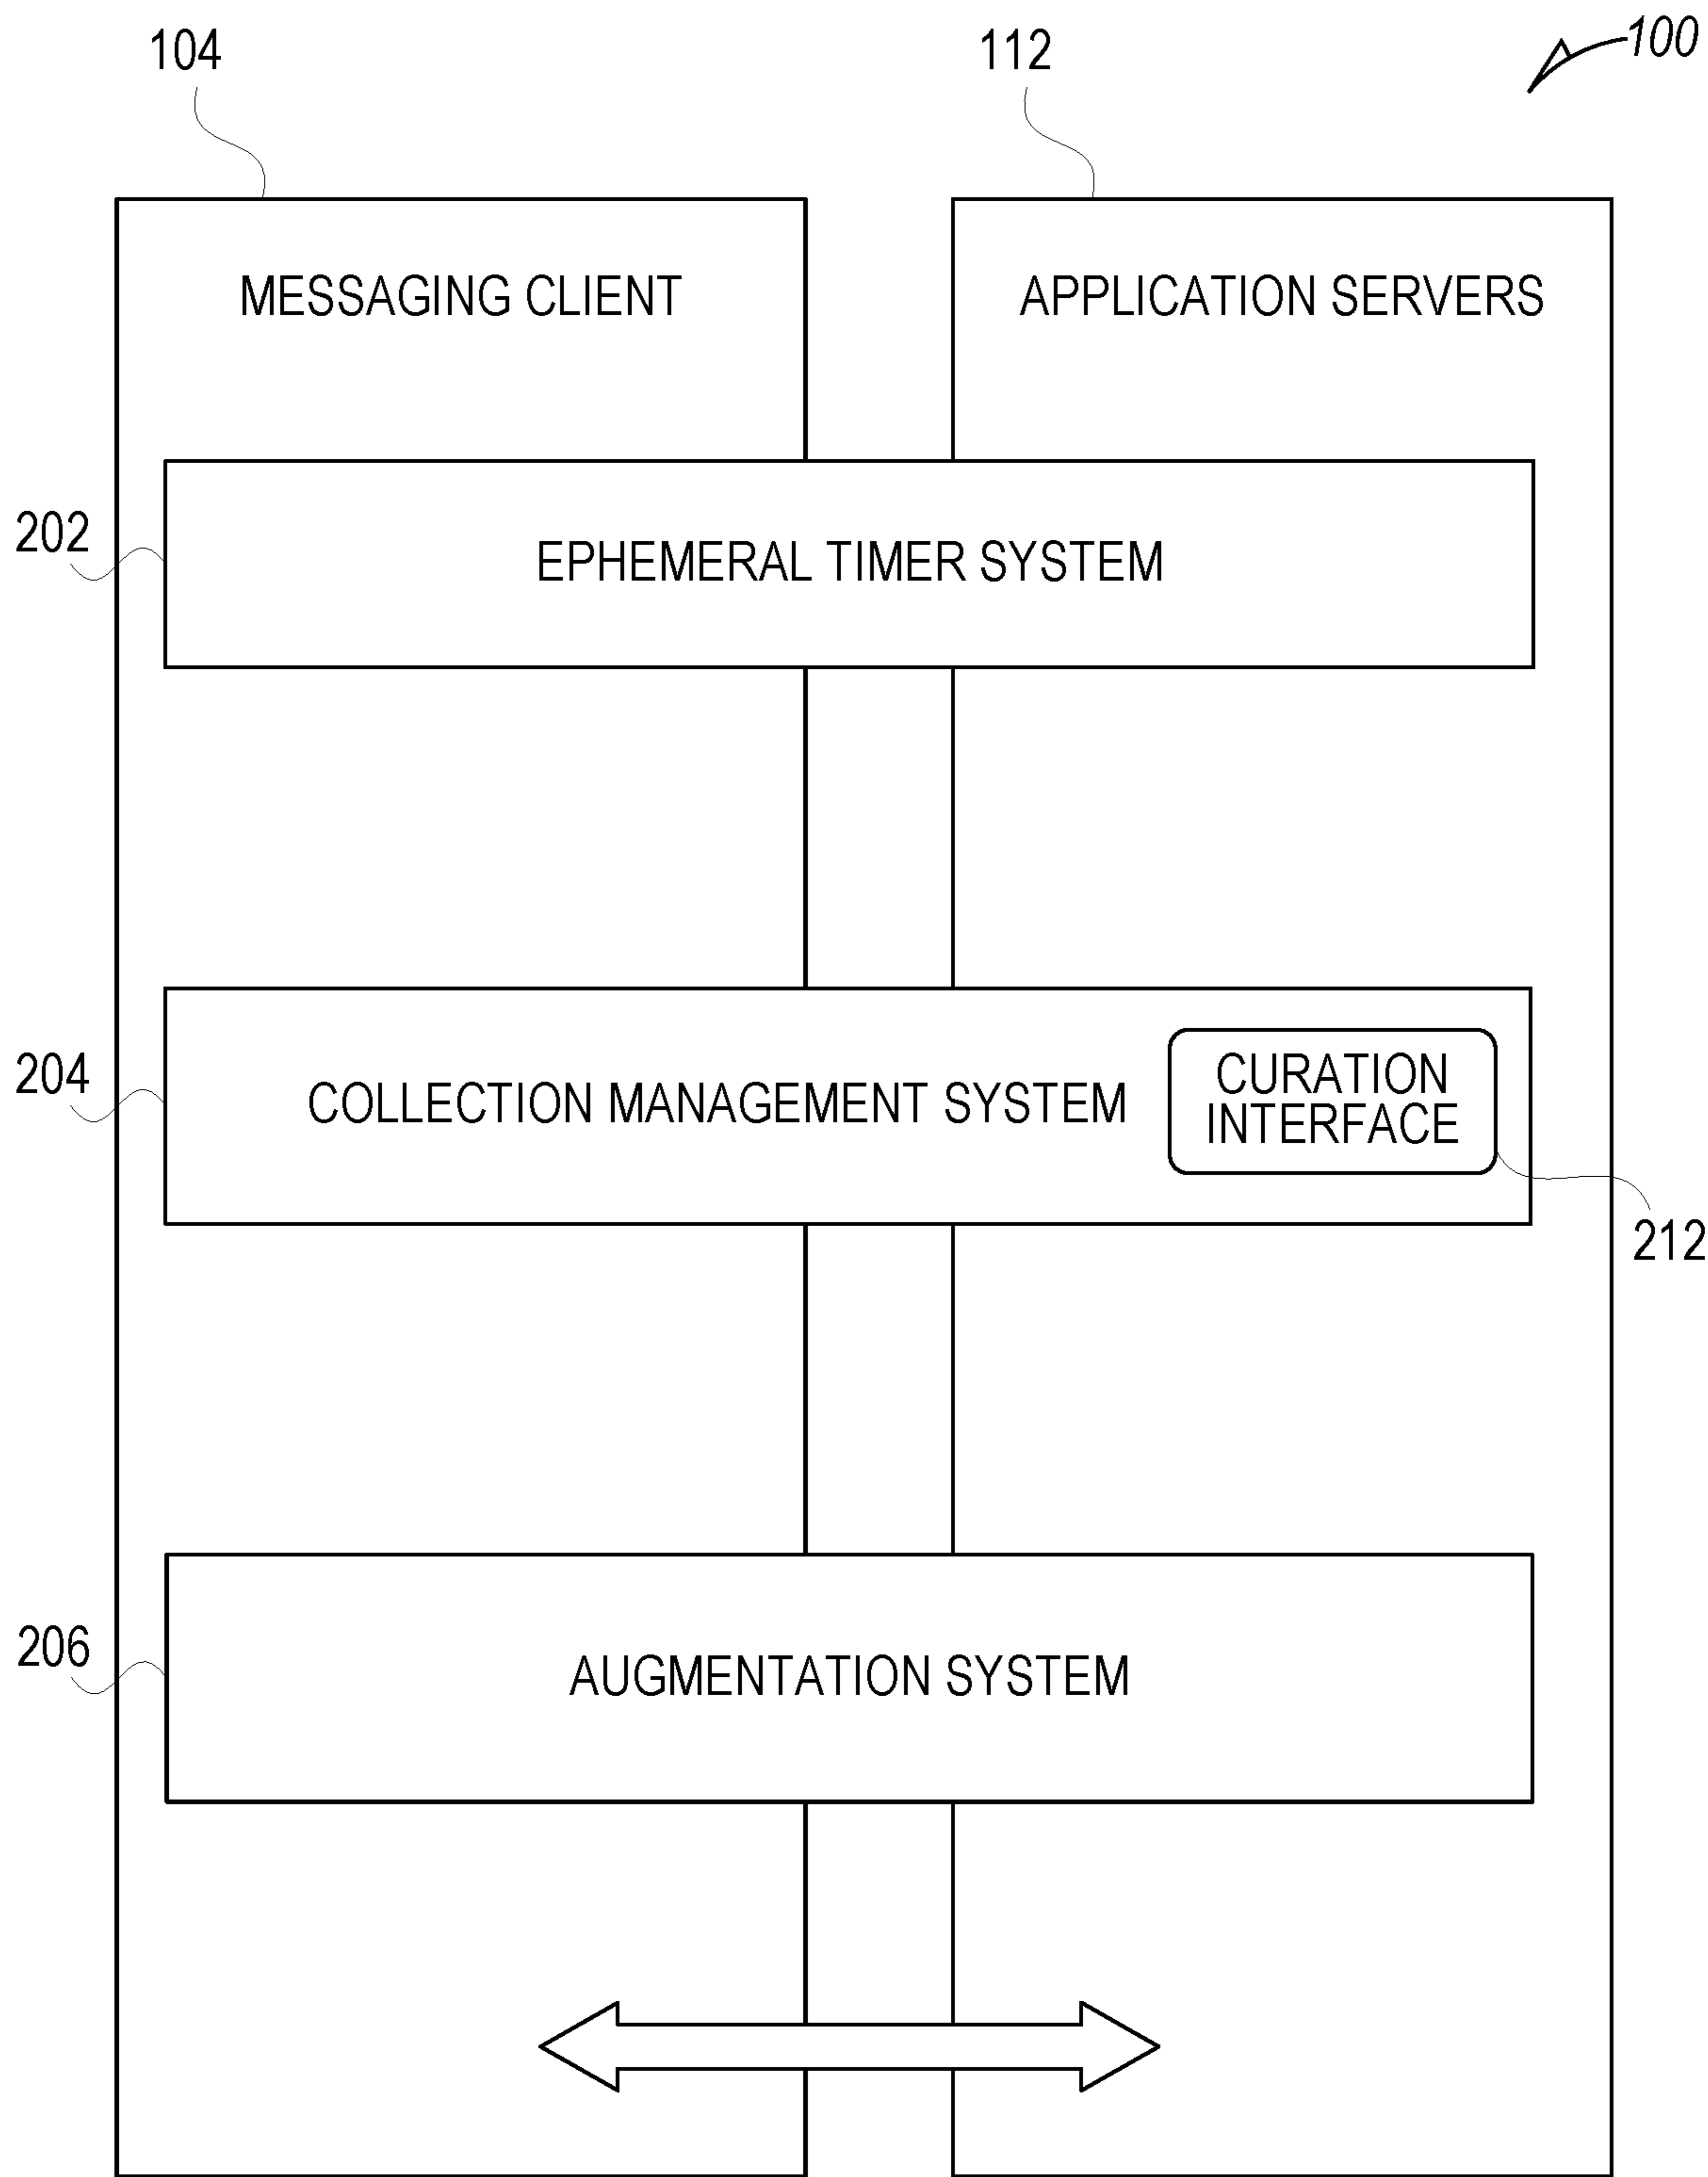 104
112
100
MESSAGING CLIENT
APPLICATION SERVERS
202
EPHEMERAL TIMER SYSTEM
204
COLLECTION MANAGEMENT SYSTEM
CURATION
INTERFACE
212
206
AUGMENTATION SYSTEM